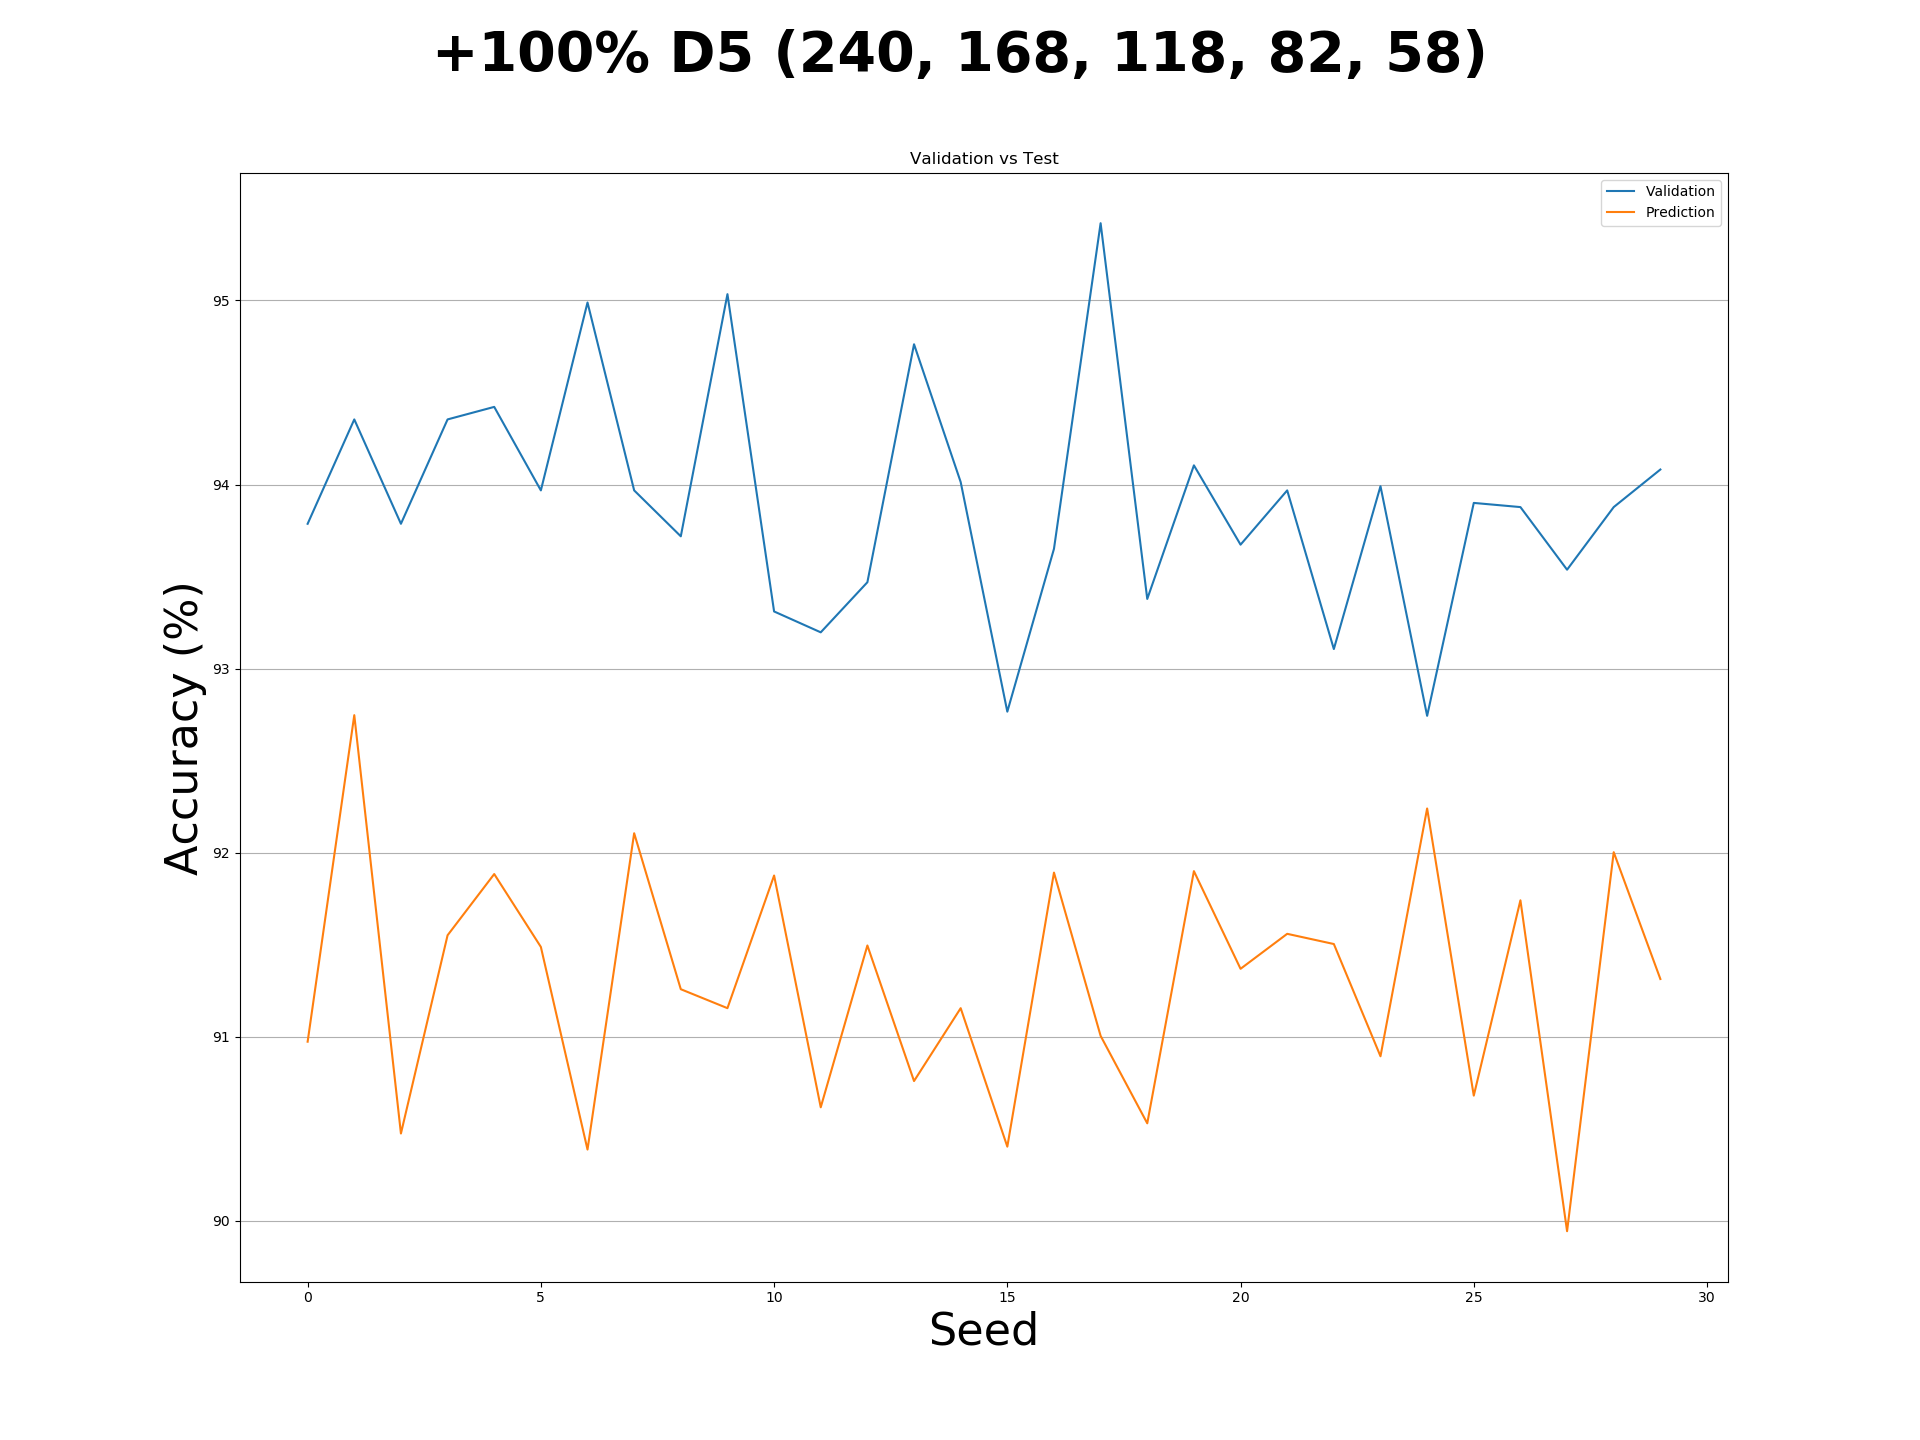 +100% D5 (240, 168, 118, 82, 58)
Validation vs Test
Validation
Prediction
95
94
93
92
91
90
Accuracy (%)
0 5 10 15 20 25 30
Seed